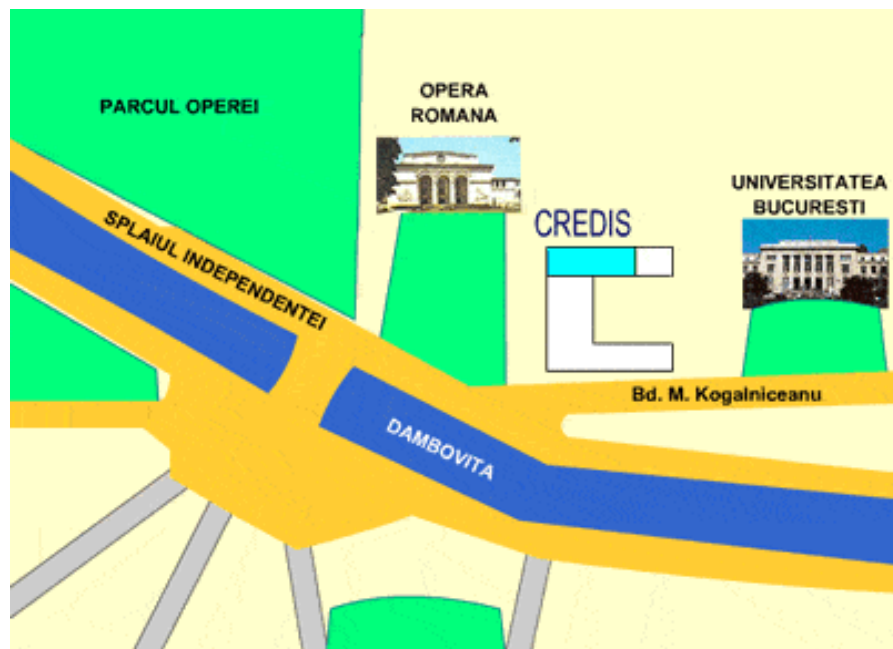 PARCUL OPEREI
OPERA
ROMANA
UNIVERSITATEA
BUCURESTI
CREDIS
SPLAIUL INDEPENDENTEI
Bd. M. Kogalniceanu
DAMBOVITA